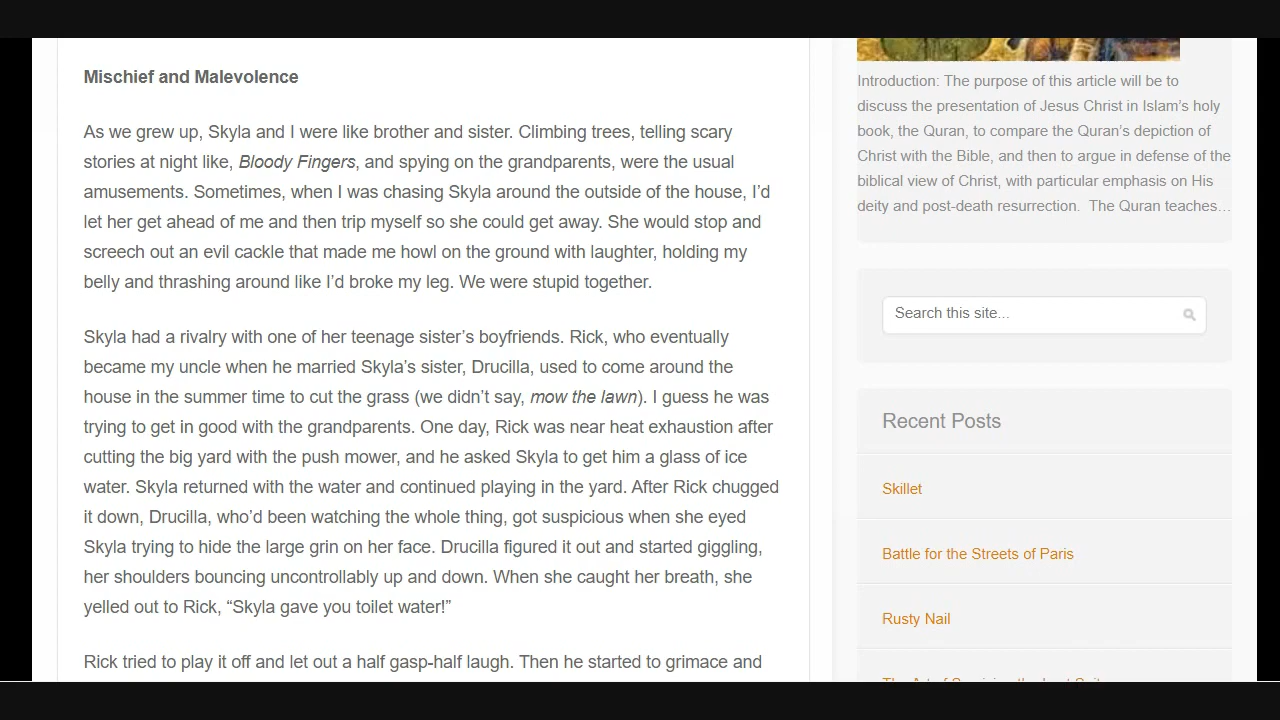 Mischief and Malevolence
As we grew up, Skyla and I were like brother and sister. Climbing trees, telling scary
stories at night like, Bloody Fingers, and spying on the grandparents, were the usual
amusements. Sometimes, when I was chasing Skyla around the outside of the house, I’d
let her get ahead of me and then trip myself so she could get away. She would stop and
screech out an evil cackle that made me howl on the ground with laughter, holding my
belly and thrashing around like I’d broke my leg. We were stupid together.
Skyla had a rivalry with one of her teenage sister’s boyfriends. Rick, who eventually
became my uncle when he married Skyla’s sister, Drucilla, used to come around the
house in the summer time to cut the grass (we didn’t say, mow the lawn). I guess he was
trying to get in good with the grandparents. One day, Rick was near heat exhaustion after
cutting the big yard with the push mower, and he asked Skyla to get him a glass of ice
water. Skyla returned with the water and continued playing in the yard. After Rick chugged
it down, Drucilla, who’d been watching the whole thing, got suspicious when she eyed
Skyla trying to hide the large grin on her face. Drucilla figured it out and started giggling,
her shoulders bouncing uncontrollably up and down. When she caught her breath, she
yelled out to Rick, “Skyla gave you toilet water!”
Rick tried to play it off and let out a half gasp-half laugh. Then he started to grimace and
Introduction: The purpose of this article will be to
discuss the presentation of Jesus Christ in Islam’s holy
book, the Quran, to compare the Quran’s depiction of
Christ with the Bible, and then to argue in defense of the
biblical view of Christ, with particular emphasis on His
deity and post-death resurrection.  The Quran teaches…
Search this site...
Recent Posts
Skillet
Battle for the Streets of Paris
Rusty Nail